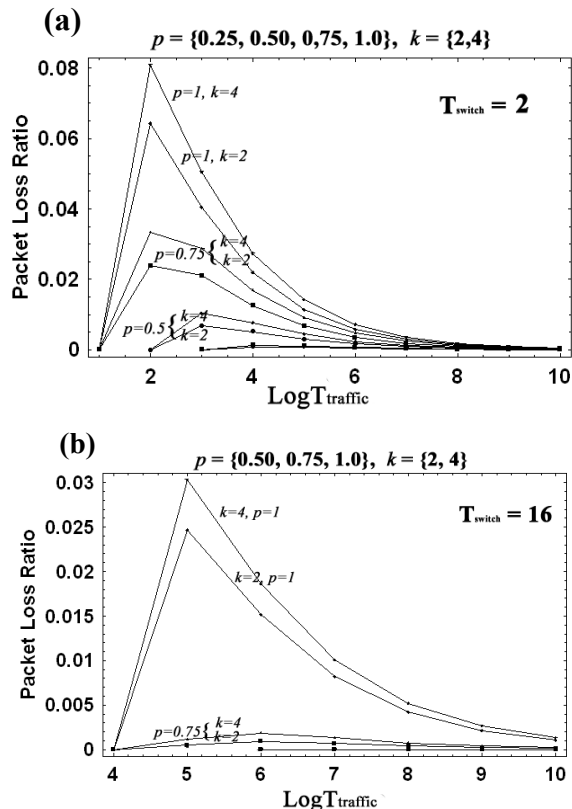 (a)
p = {0.25, 0.50, 0,75, 1.0}, k = {2,4}
0.08
0.06
0.04
0.02
0
Packet Loss Ratio
T switch = 2
p=1, k=4
p=1, k=2
p=0.75 { k=4
k=2
p=0.5 { k=4
k=2
2 4 6 8 10
LogTtraffic
(b)
p = {0.50, 0.75, 1.0}, k = {2, 4}
0.03
0.025
0.02
0.015
0.01
0.005
0
Packet Loss Ratio
T switch = 16
k=4, p=1
k=2, p=1
p=0.75 { k=4
k=2
4 5 6 7 8 9 10
LogTtraffic